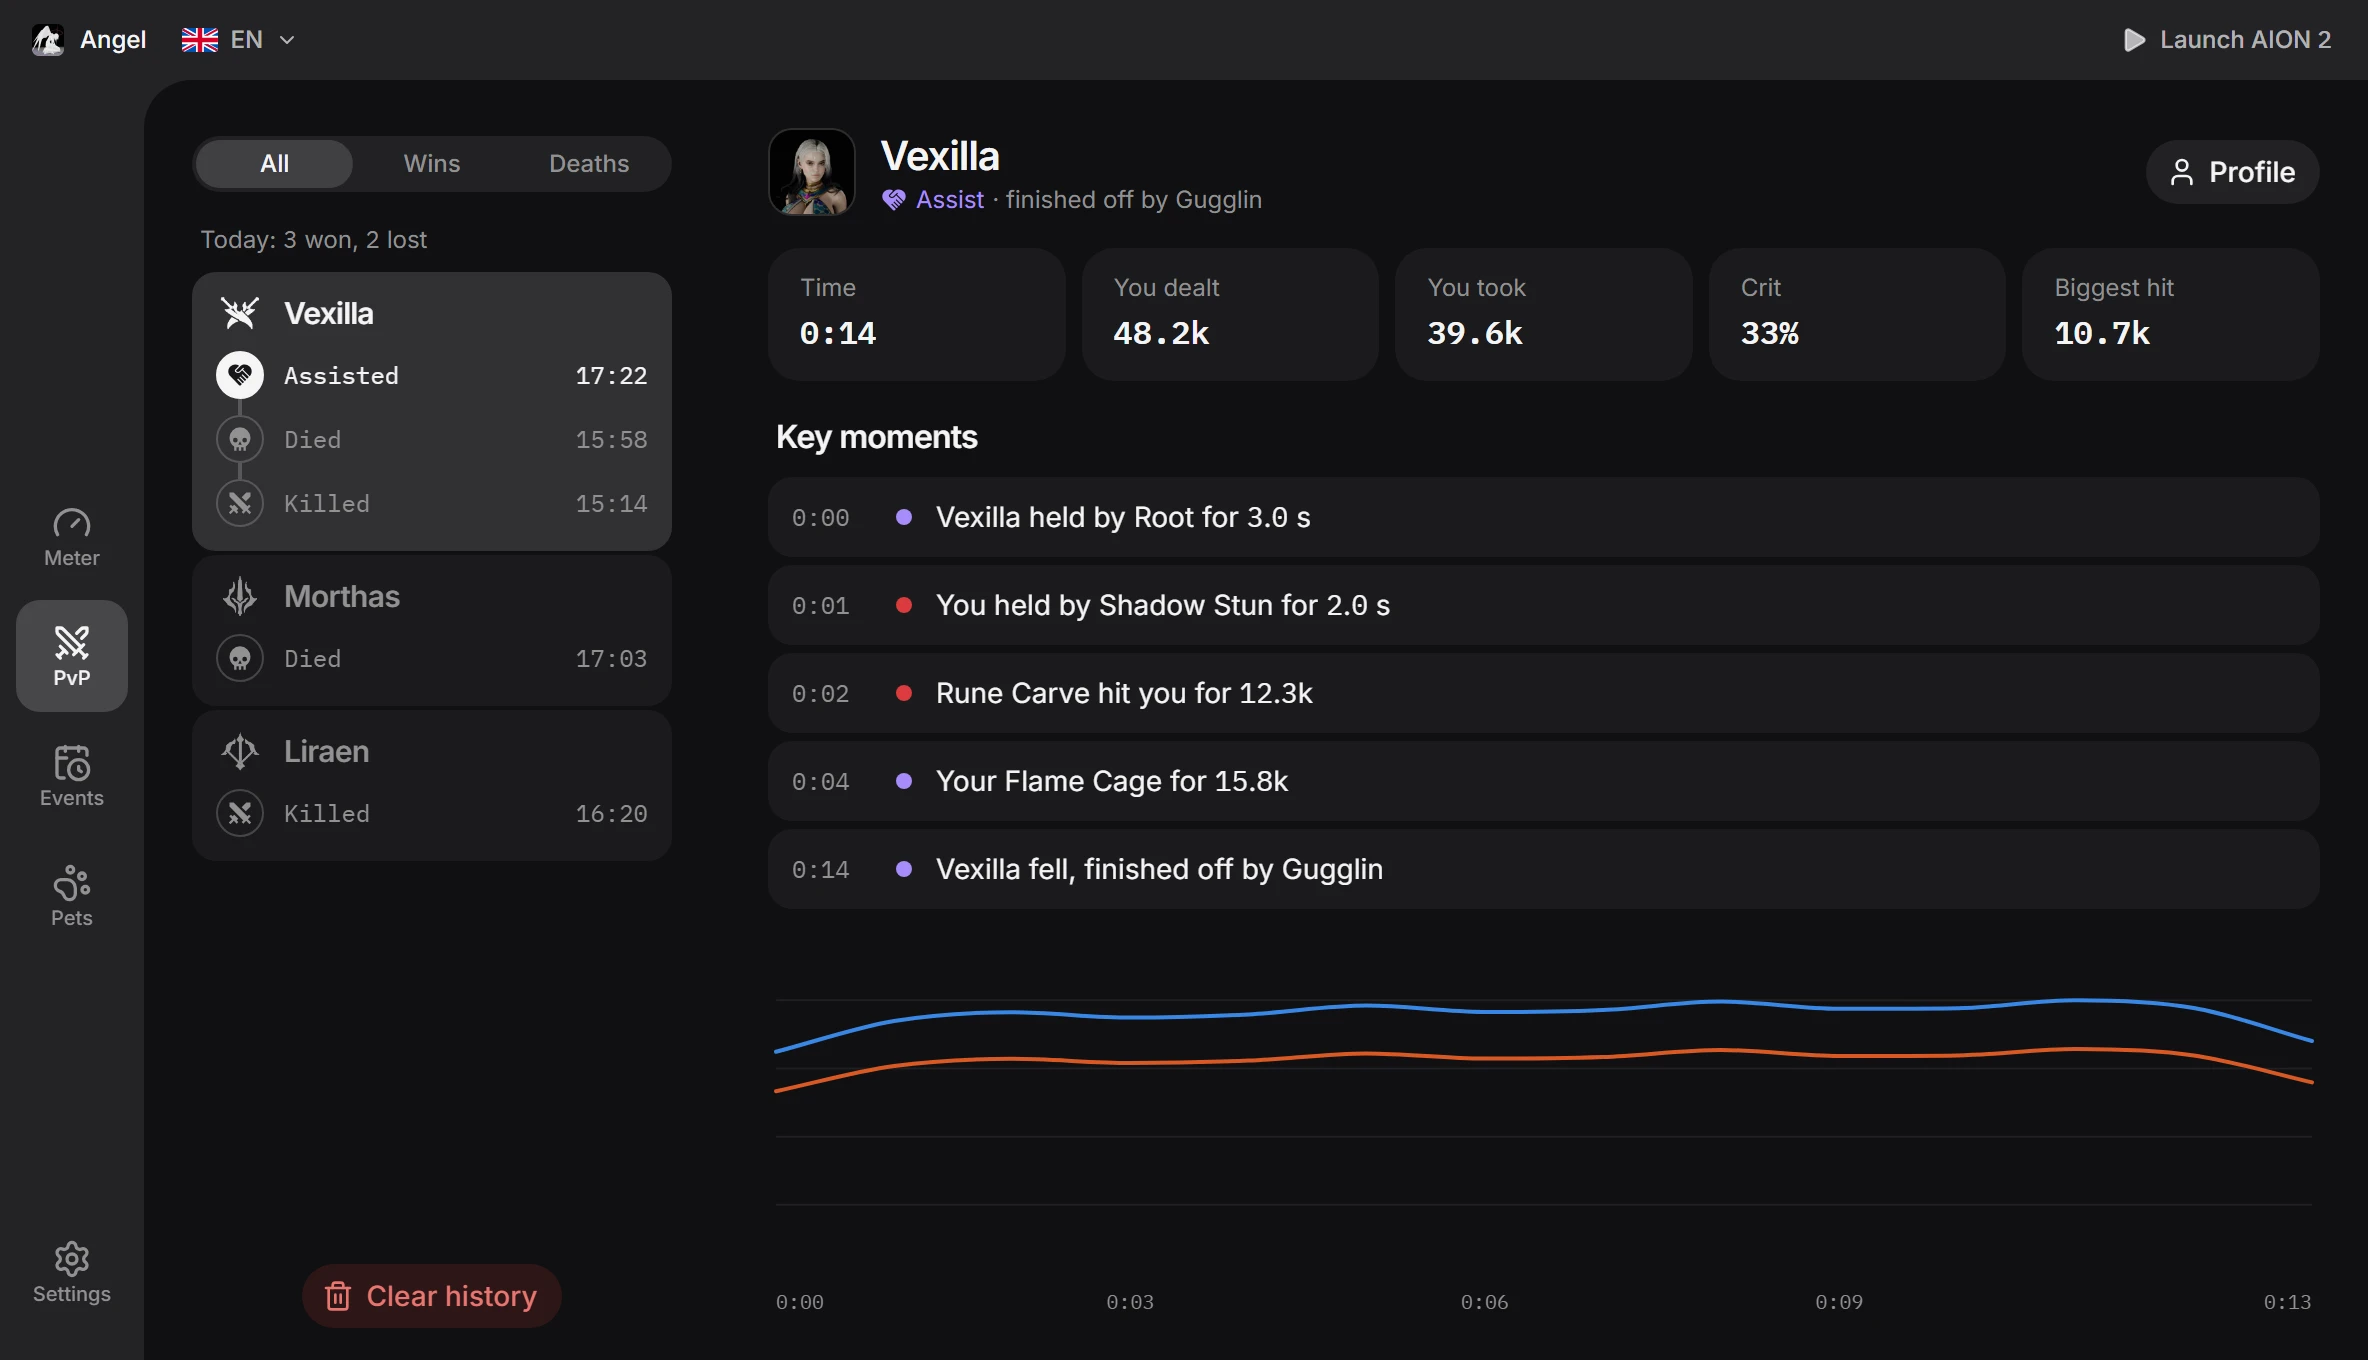 Angel
EN
Launch AION 2
Meter
PvP
Events
Pets
Settings
All
Wins
Deaths
Today: 3 won, 2 lost
Vexilla
Assisted 17:22
Died 15:58
Killed 15:14
Morthas
Died 17:03
Liraen
Killed 16:20
Clear history
Vexilla
Assist · finished off by Gugglin
Profile
Time
0:14
You dealt
48.2k
You took
39.6k
Crit
33%
Biggest hit
10.7k
Key moments
0:00 Vexilla held by Root for 3.0 s
0:01 You held by Shadow Stun for 2.0 s
0:02 Rune Carve hit you for 12.3k
0:04 Your Flame Cage for 15.8k
0:14 Vexilla fell, finished off by Gugglin
0:00 0:03 0:06 0:09 0:13